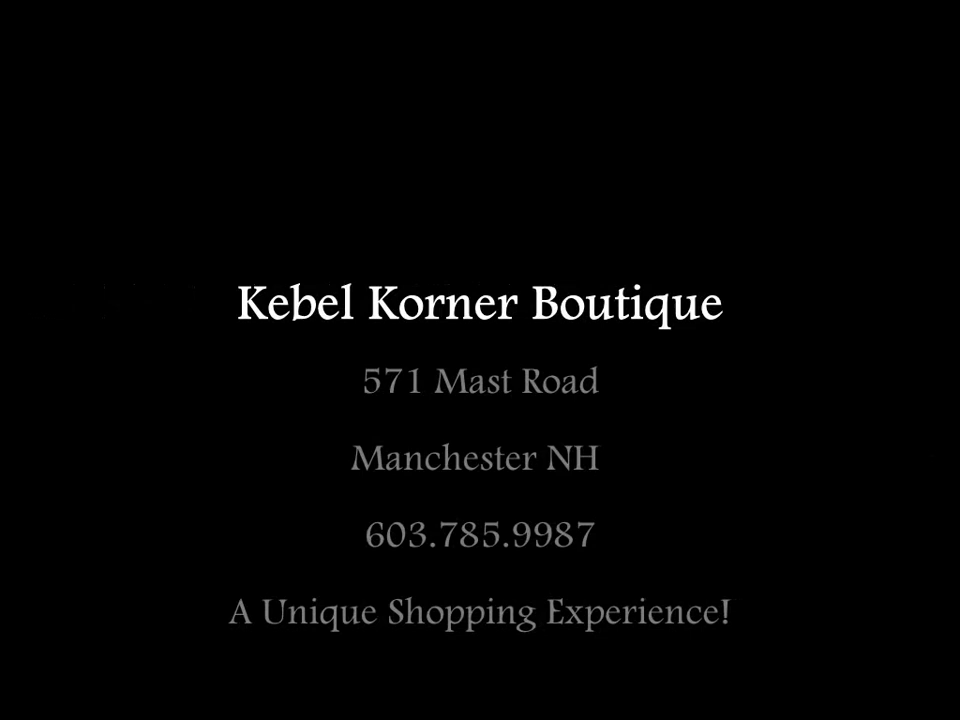 Kebel Korner Boutique
571 Mast Road
Manchester NH
603.785.9987
A Unique Shopping Experience!